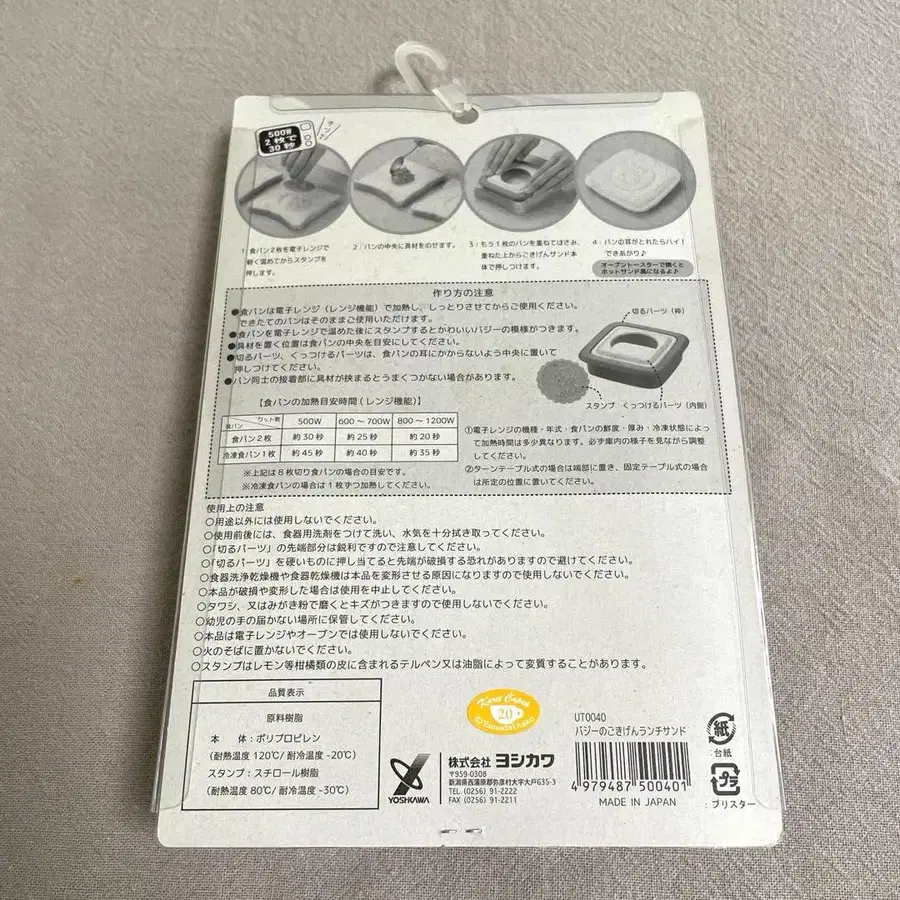 500W
2枚で
30秒
チンッ
1:食パン2枚を電子レンジで
軽く温めてからスタンプを
押します。
2:パンの中央に具材をのせます。
3:もう1枚のパンを重ねてはさみ、
重ねた上からごきげんサンド本
体で押しつけます。
4:パンの耳がとれたらハイ!
できあがり♪
オーブントースターで焼くと
ホットサンド風になるよ♪
作り方の注意
●食パンは電子レンジ(レンジ機能)で加熱し、しっとりさせてからご使用ください。
できたてのパンはそのままご使用いただけます。
●食パンを電子レンジで温めた後にスタンプするとかわいいバジーの模様がつきます。
●具材を置く位置は食パンの中央を目安にしてください。
●切るパーツ、くっつけるパーツは、食パンの耳にかからないよう中央に置いて
押しつけてください。
●パン同士の接着部に具材が挟まるとうまくつかない場合があります。
切るパーツ(枠)
スタンプ くっつけるパーツ(内側)
【食パンの加熱目安時間(レンジ機能)】
ワット数 食パン 500W 600〜700W 800〜1200W
食パン2枚 約30秒 約25秒 約20秒
冷凍食パン1枚 約45秒 約40秒 約35秒
※上記は8枚切り食パンの場合の目安です。
※冷凍食パンの場合は1枚ずつ加熱してください。
①電子レンジの機種・年式・食パンの鮮度・厚み・冷凍状態によ
って加熱時間は多少異なります。必ず庫内の様子を見ながら調整
してください。
②ターンテーブル式の場合は端部に置き、固定テーブル式の場合
は所定の位置に置いてください。
使用上の注意
○用途以外には使用しないでください。
○使用前後には、食器用洗剤をつけて洗い、水気を十分拭き取ってください。
○「切るパーツ」の先端部分は鋭利ですので注意してください。
○「切るパーツ」を硬いものに押し当てると先端が破損する恐れがありますので避けてください。
○食器洗浄乾燥機や食器乾燥機は本品を変形させる原因になりますので使用しないでください。
○本品が破損や変形した場合は使用を中止してください。
○タワシ、又はみがき粉で磨くとキズがつきますので使用しないでください。
○幼児の手の届かない場所に保管してください。
○本品は電子レンジやオーブンでは使用しないでください。
○火のそばに置かないでください。
○スタンプはレモン等柑橘類の皮に含まれるテルペン又は油脂によって変質することがあります。
品質表示
原料樹脂
本 体:ポリプロピレン
(耐熱温度120℃/耐冷温度-20℃)
スタンプ:スチロール樹脂
(耐熱温度80℃/耐冷温度-30℃)
Korei Cupco
20
©YamadaUtako
YOSHIKAWA
株式会社 ヨシカワ
〒959-0308
新潟県西蒲原郡弥彦村大字大戸635-3
TEL (0256) 91-2222
FAX (0256) 91-2211
UT0040
バジーのごきげんランチサンド
4 979487 500401
MADE IN JAPAN
紙
:台紙
プラ
:ブリスター